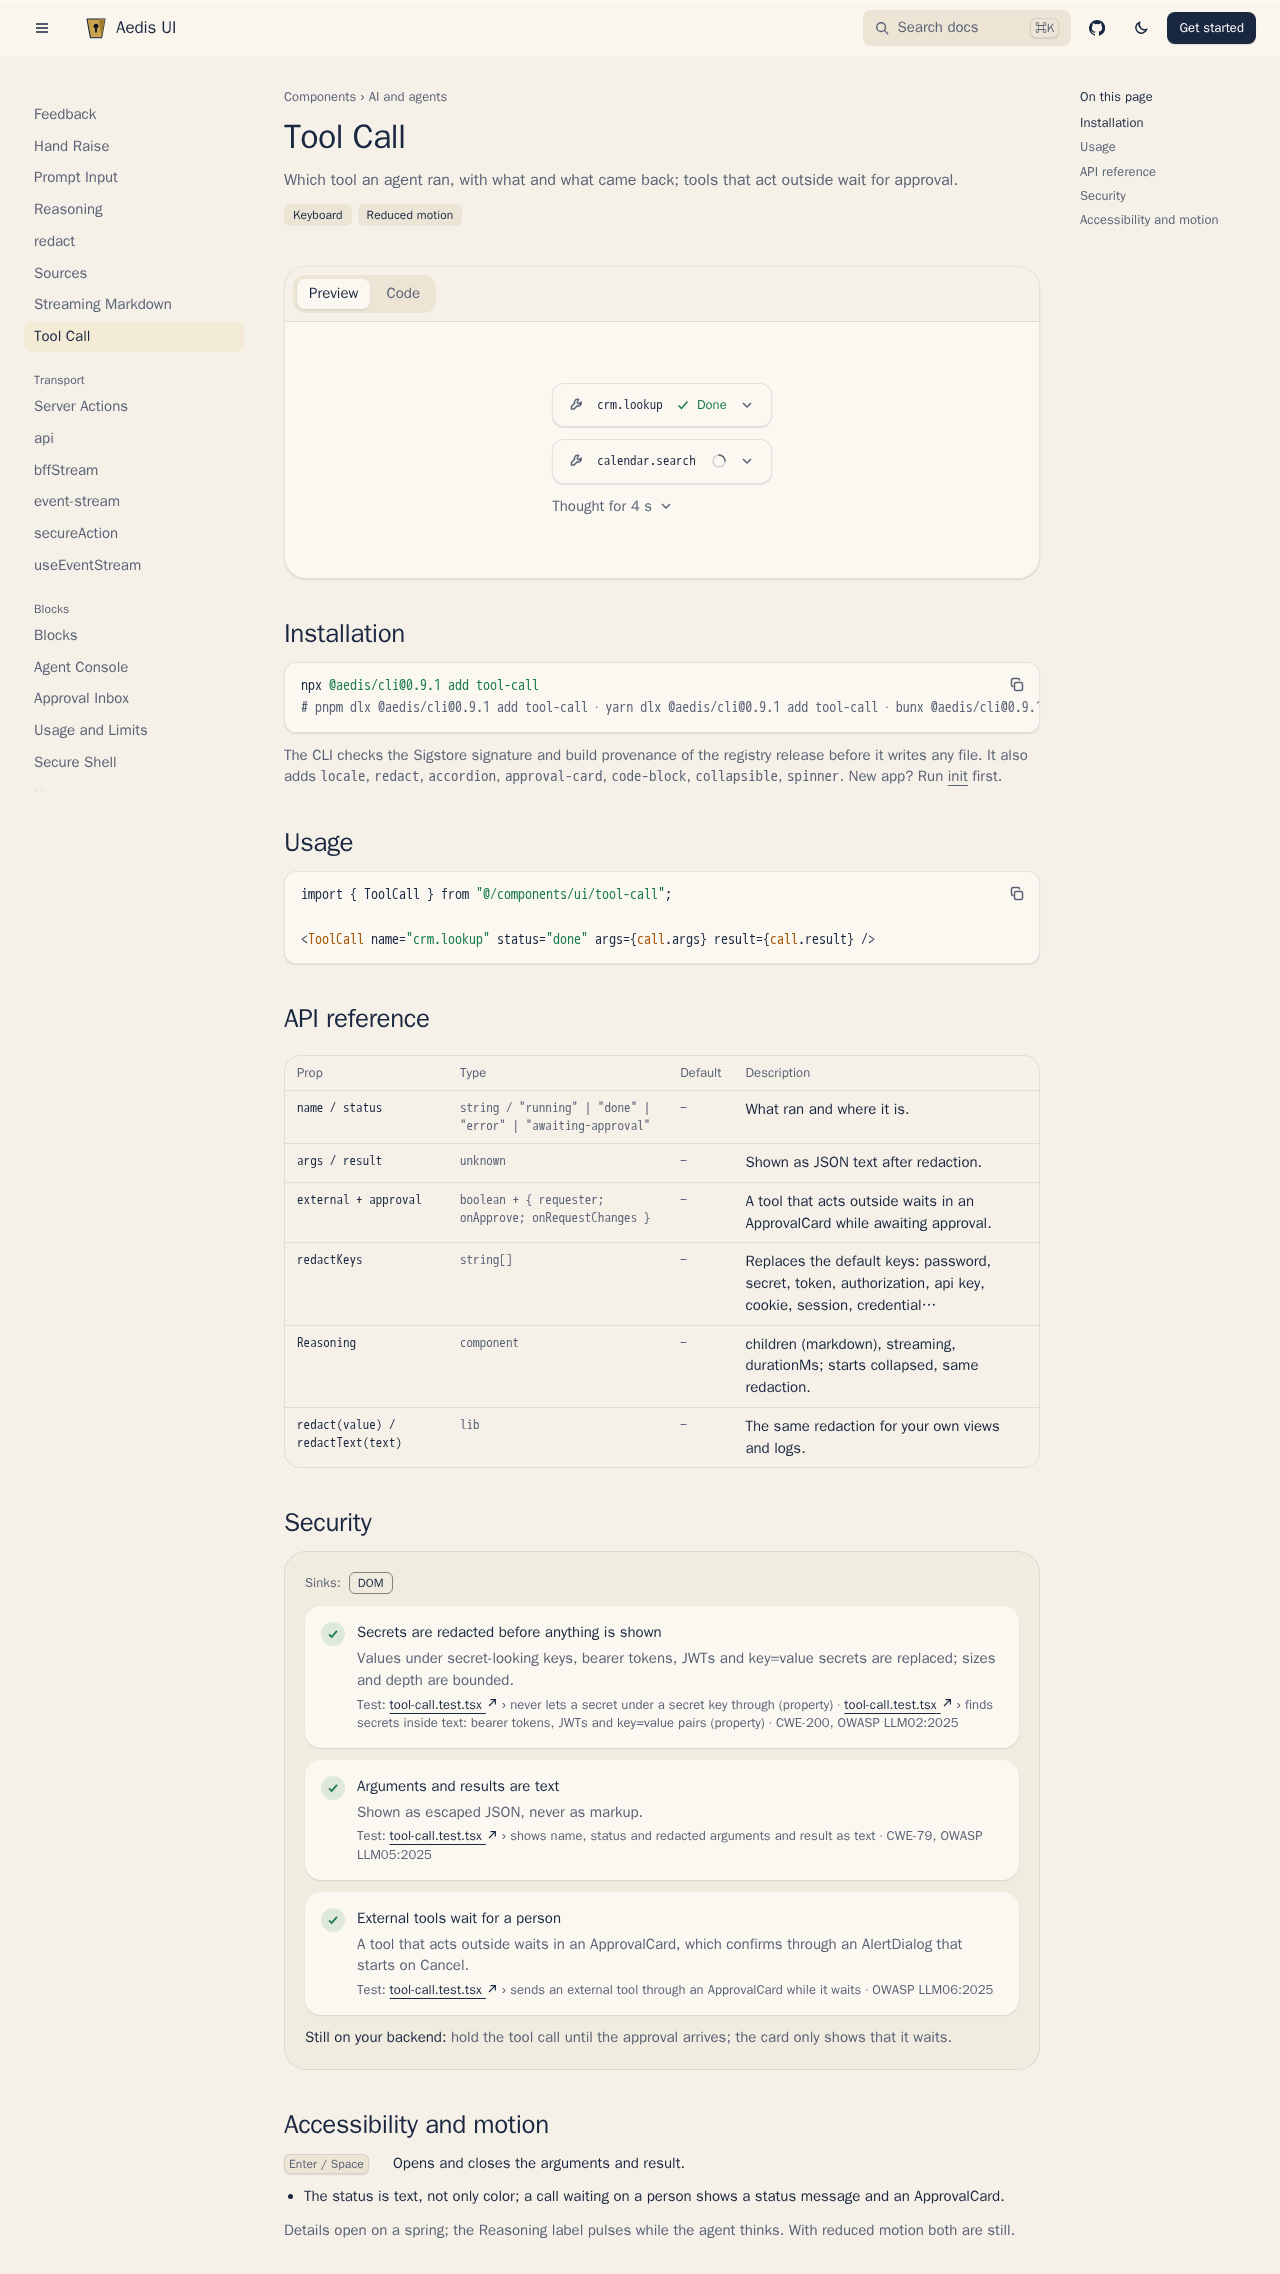 Aedis UI
Search docs
⌘K
Get started
Feedback
Hand Raise
Prompt Input
Reasoning
redact
Sources
Streaming Markdown
Tool Call
Transport
Server Actions
api
bffStream
event-stream
secureAction
useEventStream
Blocks
Blocks
Agent Console
Approval Inbox
Usage and Limits
Secure Shell
Components › AI and agents
Tool Call
Which tool an agent ran, with what and what came back; tools that act outside wait for approval.
Keyboard
Reduced motion
Preview
Code
crm.lookup
Done
calendar.search
Thought for 4 s
Installation
npx @aedis/cli@0.9.1 add tool-call
# pnpm dlx @aedis/cli@0.9.1 add tool-call · yarn dlx @aedis/cli@0.9.1 add tool-call · bunx @aedis/cli@0.9.
The CLI checks the Sigstore signature and build provenance of the registry release before it writes any file. It also
adds locale, redact, accordion, approval-card, code-block, collapsible, spinner. New app? Run init first.
Usage
import { ToolCall } from "@/components/ui/tool-call";
<ToolCall name="crm.lookup" status="done" args={call.args} result={call.result} />
API reference
Prop
Type
Default
Description
name / status
string / "running" | "done" |
"error" | "awaiting-approval"
—
What ran and where it is.
args / result
unknown
—
Shown as JSON text after redaction.
external + approval
boolean + { requester;
onApprove; onRequestChanges }
—
A tool that acts outside waits in an
ApprovalCard while awaiting approval.
redactKeys
string[]
—
Replaces the default keys: password,
secret, token, authorization, api key,
cookie, session, credential…
Reasoning
component
—
children (markdown), streaming,
durationMs; starts collapsed, same
redaction.
redact(value) /
redactText(text)
lib
—
The same redaction for your own views
and logs.
Security
Sinks:
DOM
Secrets are redacted before anything is shown
Values under secret-looking keys, bearer tokens, JWTs and key=value secrets are replaced; sizes
and depth are bounded.
Test: tool-call.test.tsx ↗ › never lets a secret under a secret key through (property) · tool-call.test.tsx ↗ › finds
secrets inside text: bearer tokens, JWTs and key=value pairs (property) · CWE-200, OWASP LLM02:2025
Arguments and results are text
Shown as escaped JSON, never as markup.
Test: tool-call.test.tsx ↗ › shows name, status and redacted arguments and result as text · CWE-79, OWASP
LLM05:2025
External tools wait for a person
A tool that acts outside waits in an ApprovalCard, which confirms through an AlertDialog that
starts on Cancel.
Test: tool-call.test.tsx ↗ › sends an external tool through an ApprovalCard while it waits · OWASP LLM06:2025
Still on your backend: hold the tool call until the approval arrives; the card only shows that it waits.
Accessibility and motion
Enter / Space
Opens and closes the arguments and result.
• The status is text, not only color; a call waiting on a person shows a status message and an ApprovalCard.
Details open on a spring; the Reasoning label pulses while the agent thinks. With reduced motion both are still.
On this page
Installation
Usage
API reference
Security
Accessibility and motion